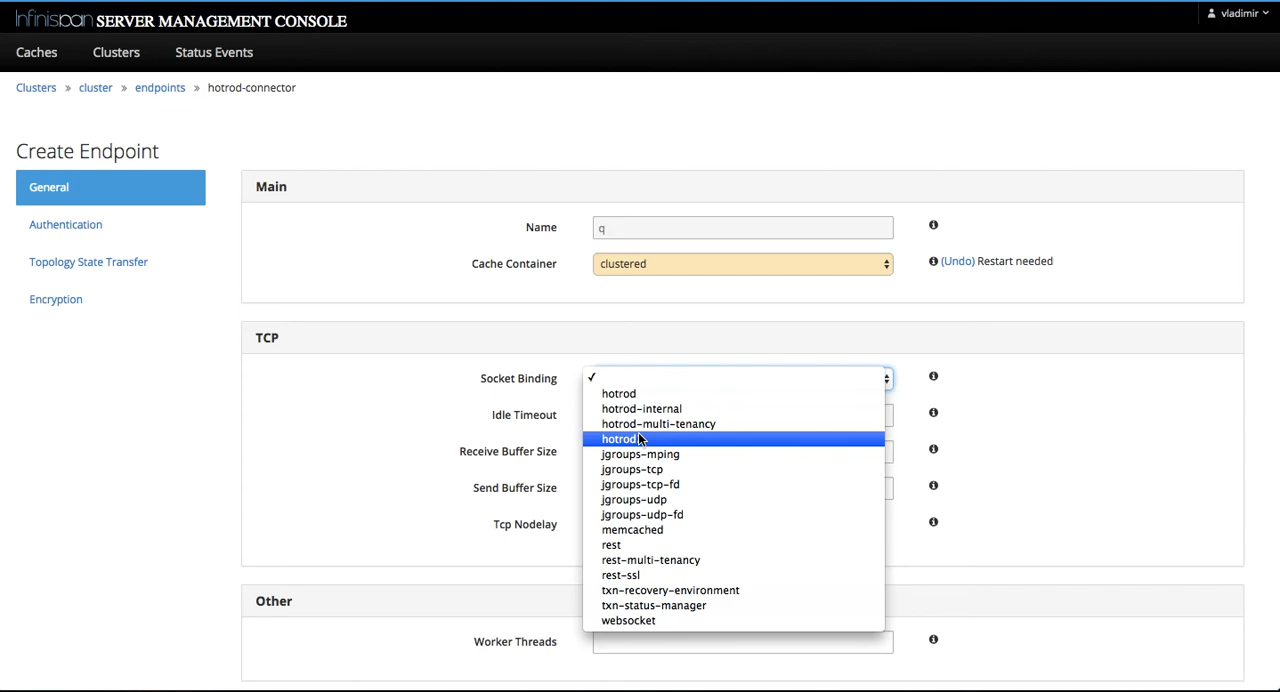 Infinispan SERVER MANAGEMENT CONSOLE
vladimir
Caches Clusters Status Events
Clusters » cluster » endpoints » hotrod-connector
Create Endpoint
General
Authentication
Topology State Transfer
Encryption
Main
Name q
Cache Container clustered (Undo) Restart needed
TCP
Socket Binding
Idle Timeout
Receive Buffer Size
Send Buffer Size
Tcp Nodelay
hotrod
hotrod-internal
hotrod-multi-tenancy
hotrod
jgroups-mping
jgroups-tcp
jgroups-tcp-fd
jgroups-udp
jgroups-udp-fd
memcached
rest
rest-multi-tenancy
rest-ssl
txn-recovery-environment
txn-status-manager
websocket
Other
Worker Threads